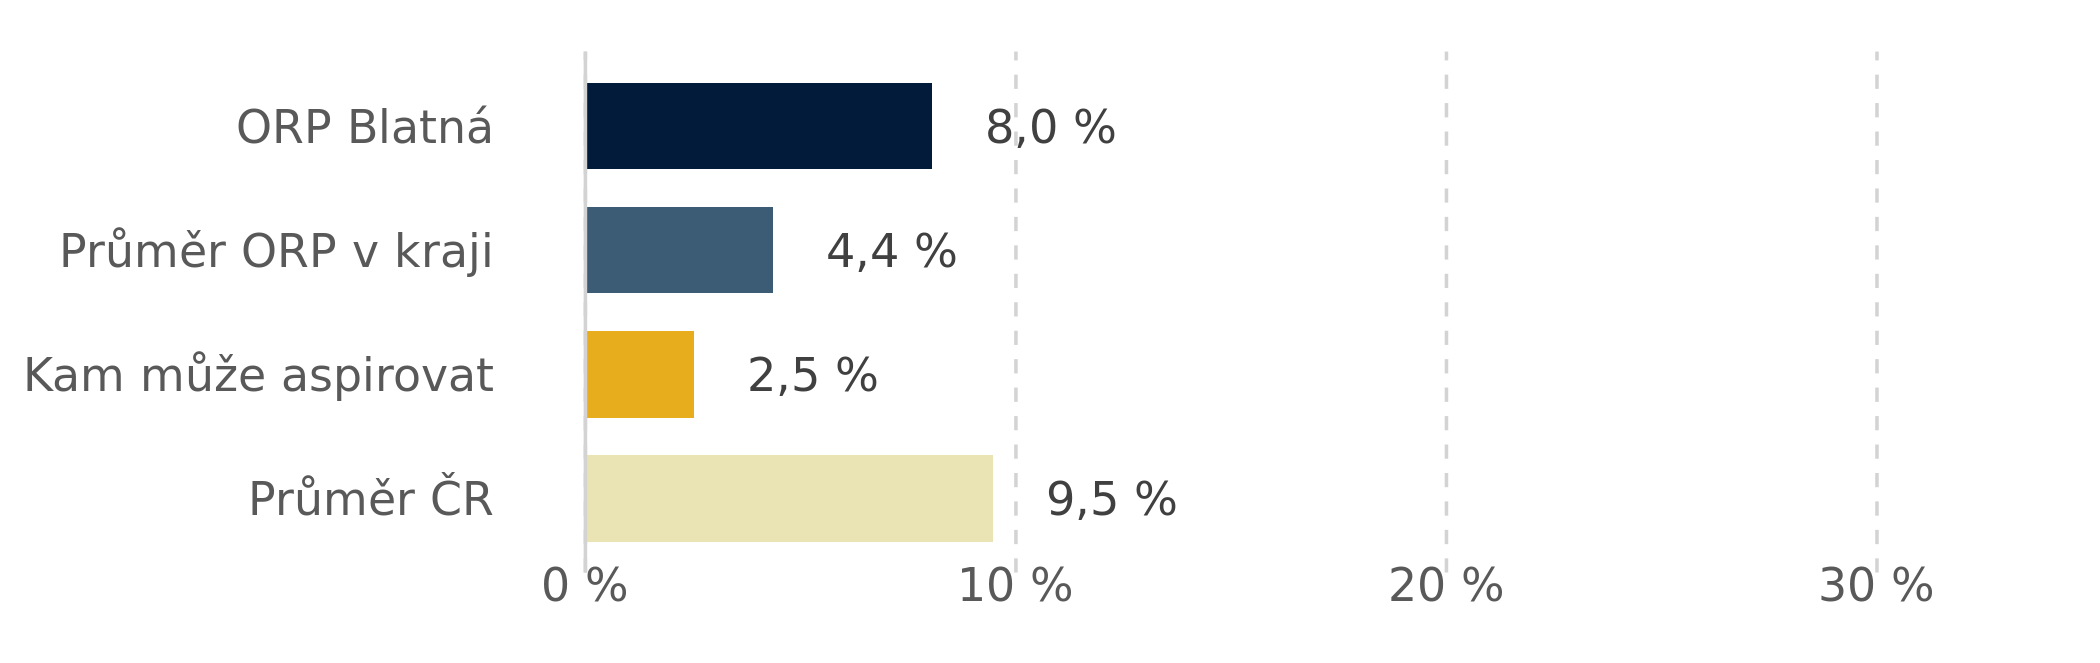 ORP Blatná 8,0 %
Průměr ORP v kraji 4,4 %
Kam může aspirovat 2,5 %
Průměr ČR 9,5 %
0 % 10 % 20 % 30 %